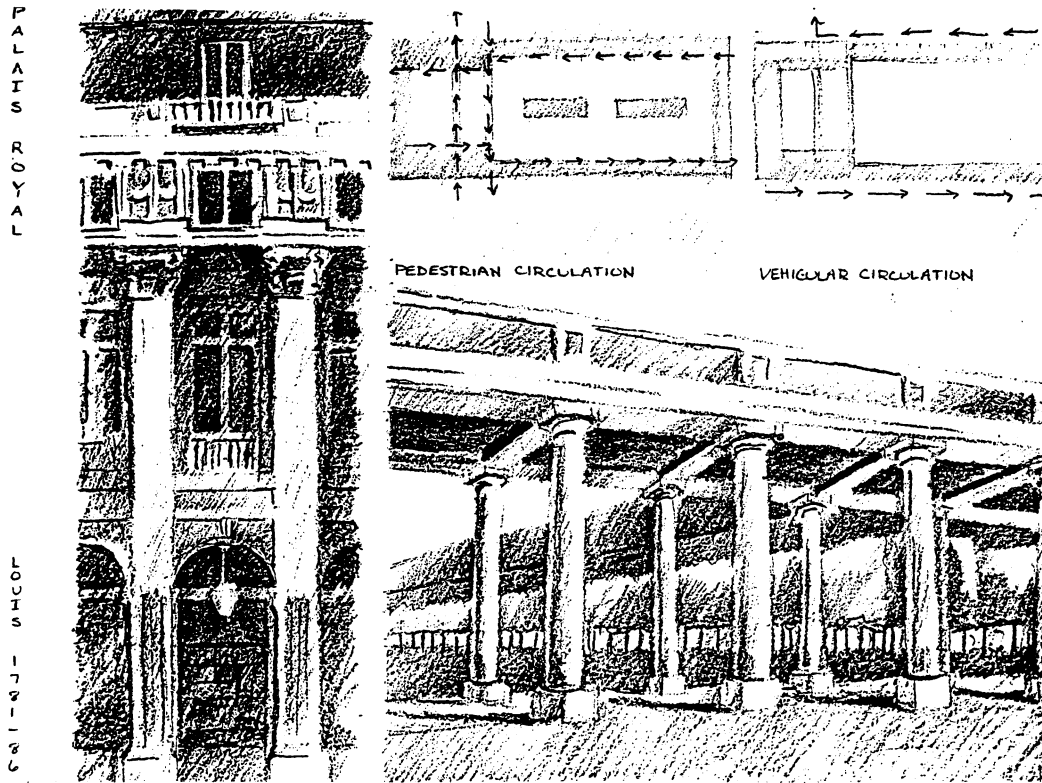 PALAIS ROYAL
PEDESTRIAN CIRCULATION
VEHICULAR CIRCULATION
LOUIS 1781-86